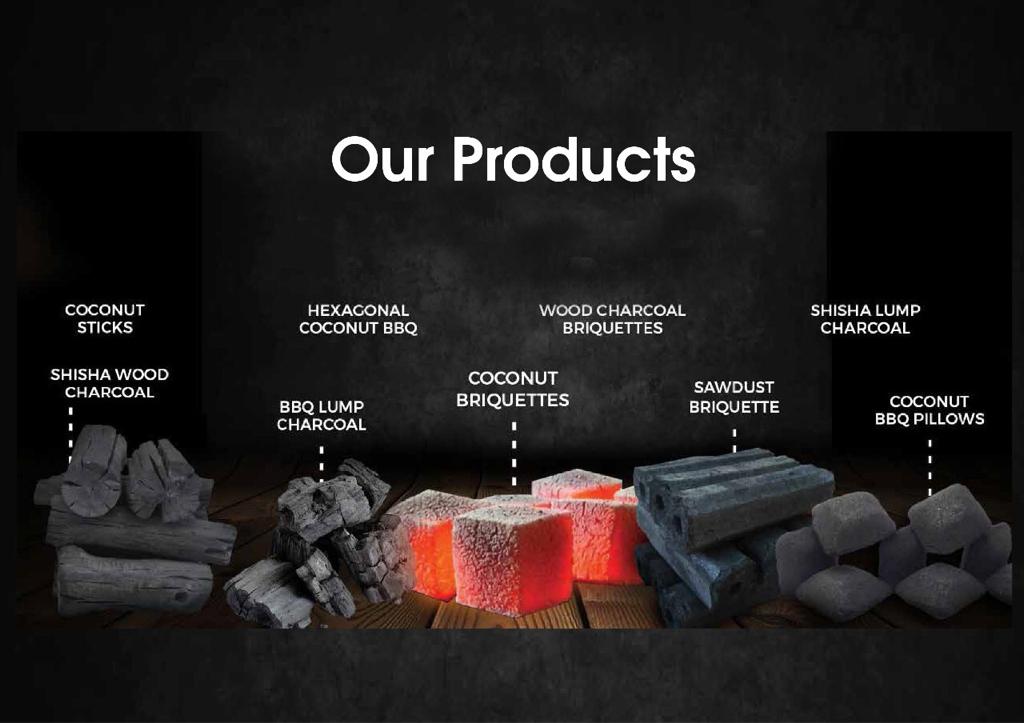 Our Products
COCONUT
STICKS
HEXAGONAL
COCONUT BBQ
WOOD CHARCOAL
BRIQUETTES
SHISHA LUMP
CHARCOAL
SHISHA WOOD
CHARCOAL
BBQ LUMP
CHARCOAL
COCONUT
BRIQUETTES
SAWDUST
BRIQUETTE
COCONUT
BBQ PILLOWS